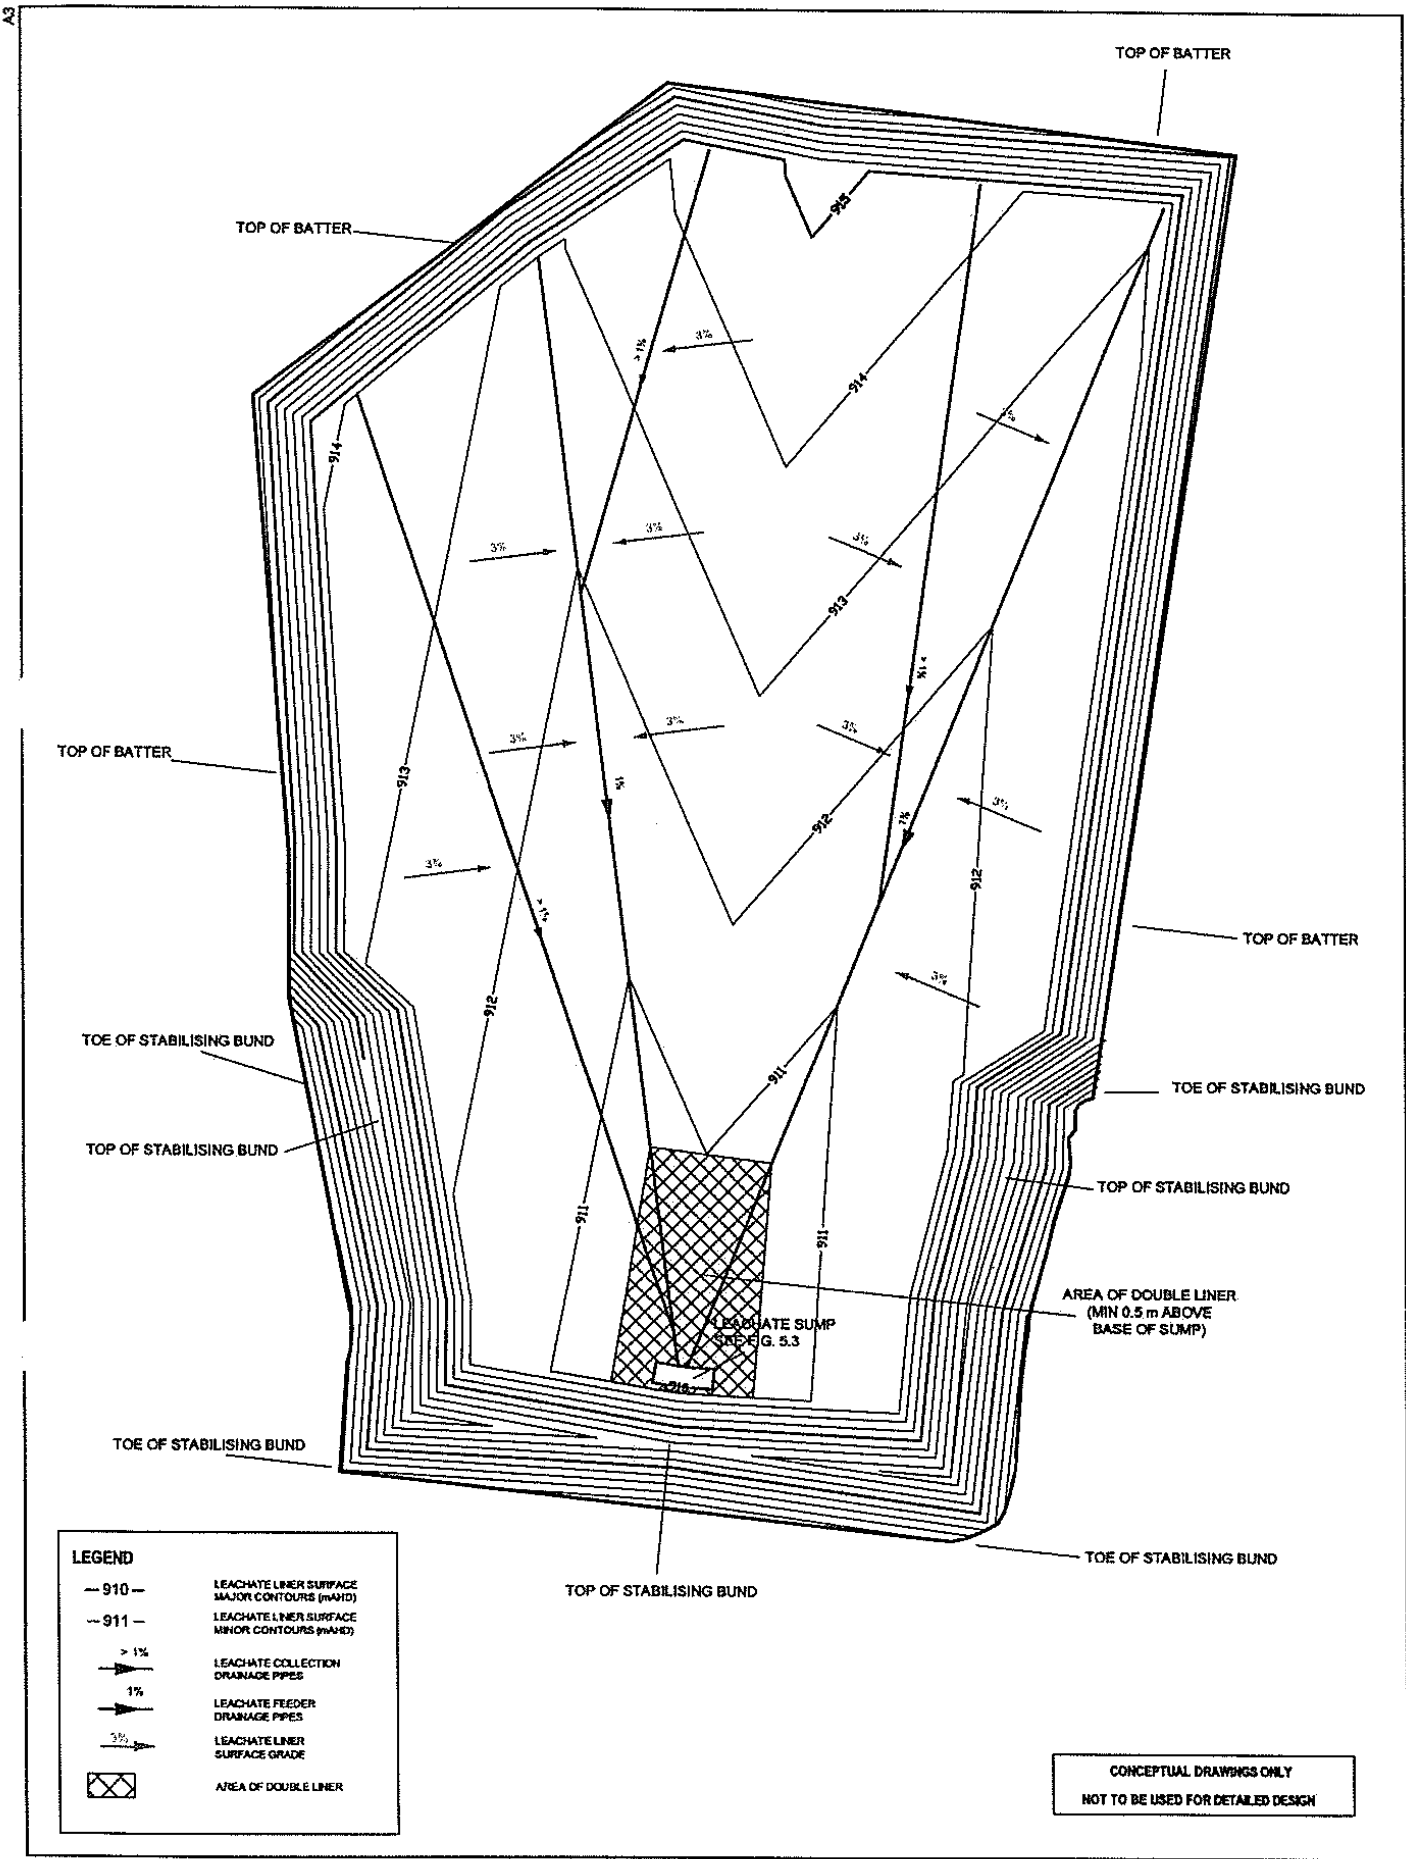 A3
TOP OF BATTER
TOP OF BATTER
915
3%
> 1%
914
3%
914
3%
3%
3%
913
> 1%
3%
3%
3%
TOP OF BATTER
913
1%
3%
1%
912
3%
912
> 1%
TOP OF BATTER
3%
912
TOE OF STABILISING BUND
911
TOE OF STABILISING BUND
TOP OF STABILISING BUND
TOP OF STABILISING BUND
911
911
AREA OF DOUBLE LINER
(MIN 0.5 m ABOVE
BASE OF SUMP)
LEACHATE SUMP
SEE FIG. 5.3
TOE OF STABILISING BUND
TOE OF STABILISING BUND
TOP OF STABILISING BUND
LEGEND
—910—
LEACHATE LINER SURFACE
MAJOR CONTOURS (mAHD)
—911—
LEACHATE LINER SURFACE
MINOR CONTOURS (mAHD)
> 1%
LEACHATE COLLECTION
DRAINAGE PIPES
1%
LEACHATE FEEDER
DRAINAGE PIPES
3%
LEACHATE LINER
SURFACE GRADE
AREA OF DOUBLE LINER
CONCEPTUAL DRAWINGS ONLY
NOT TO BE USED FOR DETAILED DESIGN